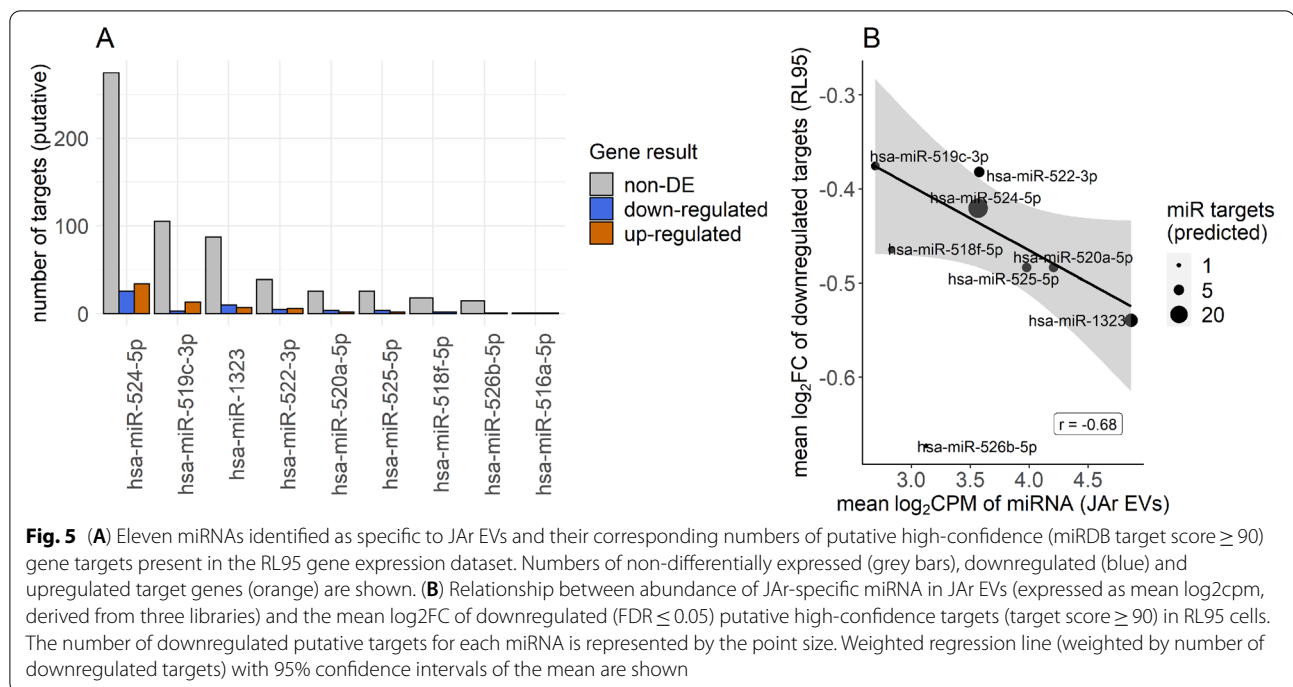 A
number of targets (putative)
200
100
0
hsa-miR-524-5p
hsa-miR-519c-3p
hsa-miR-1323
hsa-miR-522-3p
hsa-miR-520a-5p
hsa-miR-525-5p
hsa-miR-518f-5p
hsa-miR-526b-5p
hsa-miR-516a-5p
Gene result
non-DE
down-regulated
up-regulated
B
mean log2FC of downregulated targets (RL95)
-0.3
-0.4
-0.5
-0.6
hsa-miR-519c-3p
hsa-miR-522-3p
hsa-miR-524-5p
hsa-miR-518f-5p
hsa-miR-520a-5p
hsa-miR-525-5p
hsa-miR-1323
r = -0.68
hsa-miR-526b-5p
3.0 3.5 4.0 4.5
mean log2CPM of miRNA (JAr EVs)
miR targets
(predicted)
1
5
20
Fig. 5 (A) Eleven miRNAs identified as specific to JAr EVs and their corresponding numbers of putative high-confidence (miRDB target score ≥ 90)
gene targets present in the RL95 gene expression dataset. Numbers of non-differentially expressed (grey bars), downregulated (blue) and
upregulated target genes (orange) are shown. (B) Relationship between abundance of JAr-specific miRNA in JAr EVs (expressed as mean log2cpm,
derived from three libraries) and the mean log2FC of downregulated (FDR ≤ 0.05) putative high-confidence targets (target score ≥ 90) in RL95 cells.
The number of downregulated putative targets for each miRNA is represented by the point size. Weighted regression line (weighted by number of
downregulated targets) with 95% confidence intervals of the mean are shown